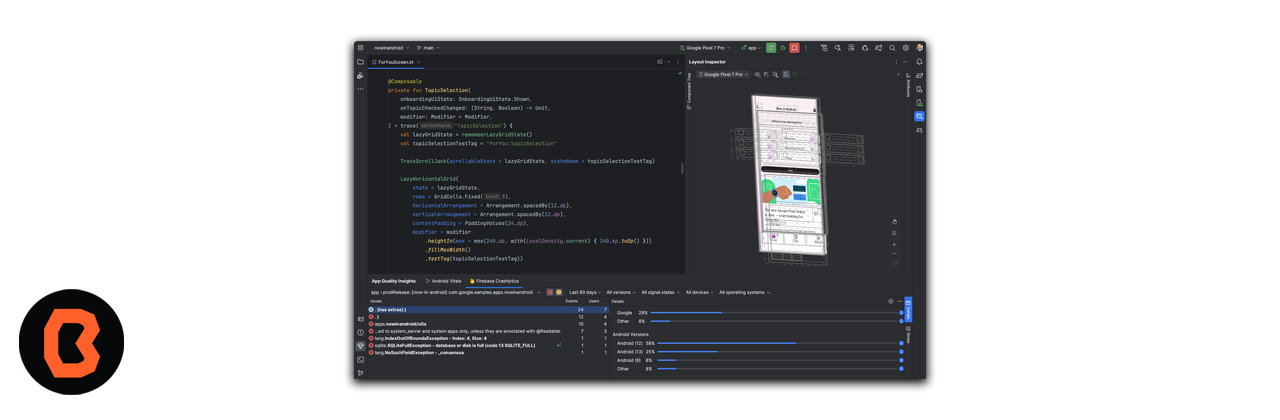 nowinandroid main Google Pixel 7 Pro app
ForYouScreen.kt
@Composable
private fun TopicSelection(
onboardingUiState: OnboardingUiState.Shown,
onTopicCheckedChanged: (String, Boolean) -> Unit,
modifier: Modifier = Modifier,
) = trace( sectionName: "TopicSelection") {
val lazyGridState = rememberLazyGridState()
val topicSelectionTestTag = "forYou:topicSelection"
TrackScrollJank(scrollableState = lazyGridState, stateName = topicSelectionTestTag)
LazyHorizontalGrid(
state = lazyGridState,
rows = GridCells.Fixed( count: 3),
horizontalArrangement = Arrangement.spacedBy(12.dp),
verticalArrangement = Arrangement.spacedBy(12.dp),
contentPadding = PaddingValues(24.dp),
modifier = modifier
.heightIn(max = max(240.dp, with(LocalDensity.current) { 240.sp.toDp() }))
.fillMaxWidth()
.testTag(topicSelectionTestTag))
Layout Inspector
Google Pixel 7 Pro
Component Tree
Attributes
App Quality Insights Android Vitals Firebase Crashlytics
app › prodRelease: [now-in-android] com.google.samples.apps.nowinandroid Last 60 days All versions All signal states All devices All operating systems
Issues Events Users
. (has extras) } 24 7
. } 12 4
apps.nowinandroid/u0a 10 4
...ed to system_server and system apps only, unless they are annotated with @Readable. 7 3
lang.IndexOutOfBoundsException - Index: 4, Size: 4 1 1
sqlite.SQLiteFullException - database or disk is full (code 13 SQLITE_FULL) 1 1
lang.NoSuchFieldException - _consensus 1 1
Details
Google 29%
Other 8%
Android Versions
Android (12) 58%
Android (13) 25%
Android (9) 8%
Other 8%
Details
Notes